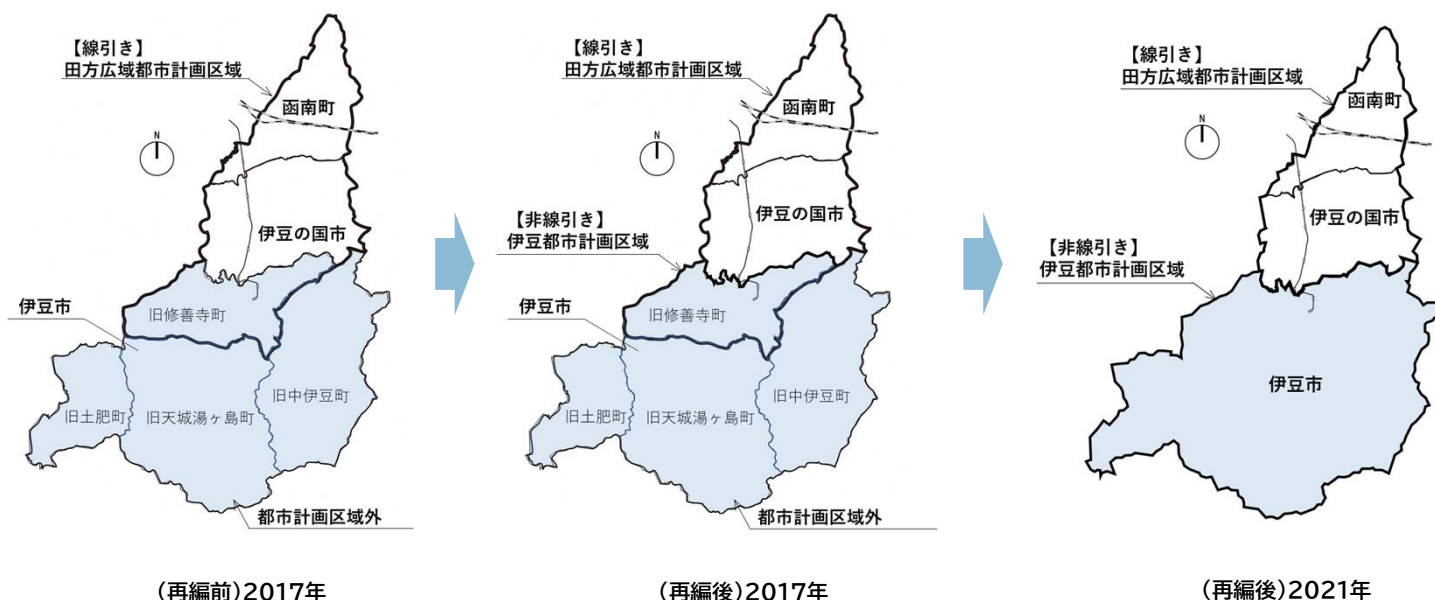 【線引き】
田方広域都市計画区域
函南町
N
伊豆の国市
伊豆市
旧修善寺町
旧土肥町
旧天城湯ヶ島町
旧中伊豆町
都市計画区域外
(再編前)2017年
【線引き】
田方広域都市計画区域
函南町
N
伊豆の国市
【非線引き】
伊豆都市計画区域
伊豆市
旧修善寺町
旧土肥町
旧天城湯ヶ島町
旧中伊豆町
都市計画区域外
(再編後)2017年
【線引き】
田方広域都市計画区域
函南町
N
伊豆の国市
【非線引き】
伊豆都市計画区域
伊豆市
(再編後)2021年